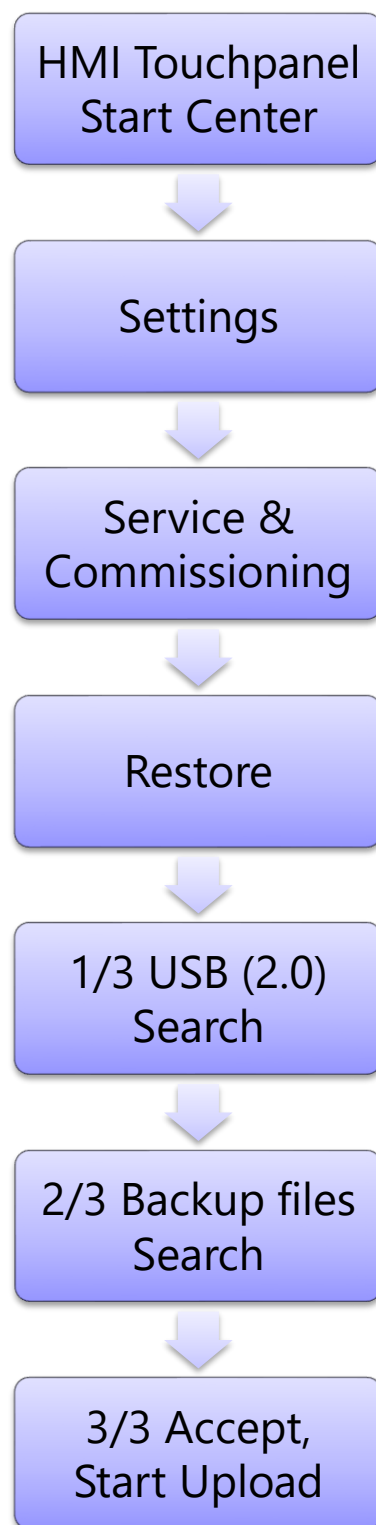 HMI Touchpanel
Start Center
Settings
Service &
Commissioning
Restore
1/3 USB (2.0)
Search
2/3 Backup files
Search
3/3 Accept,
Start Upload